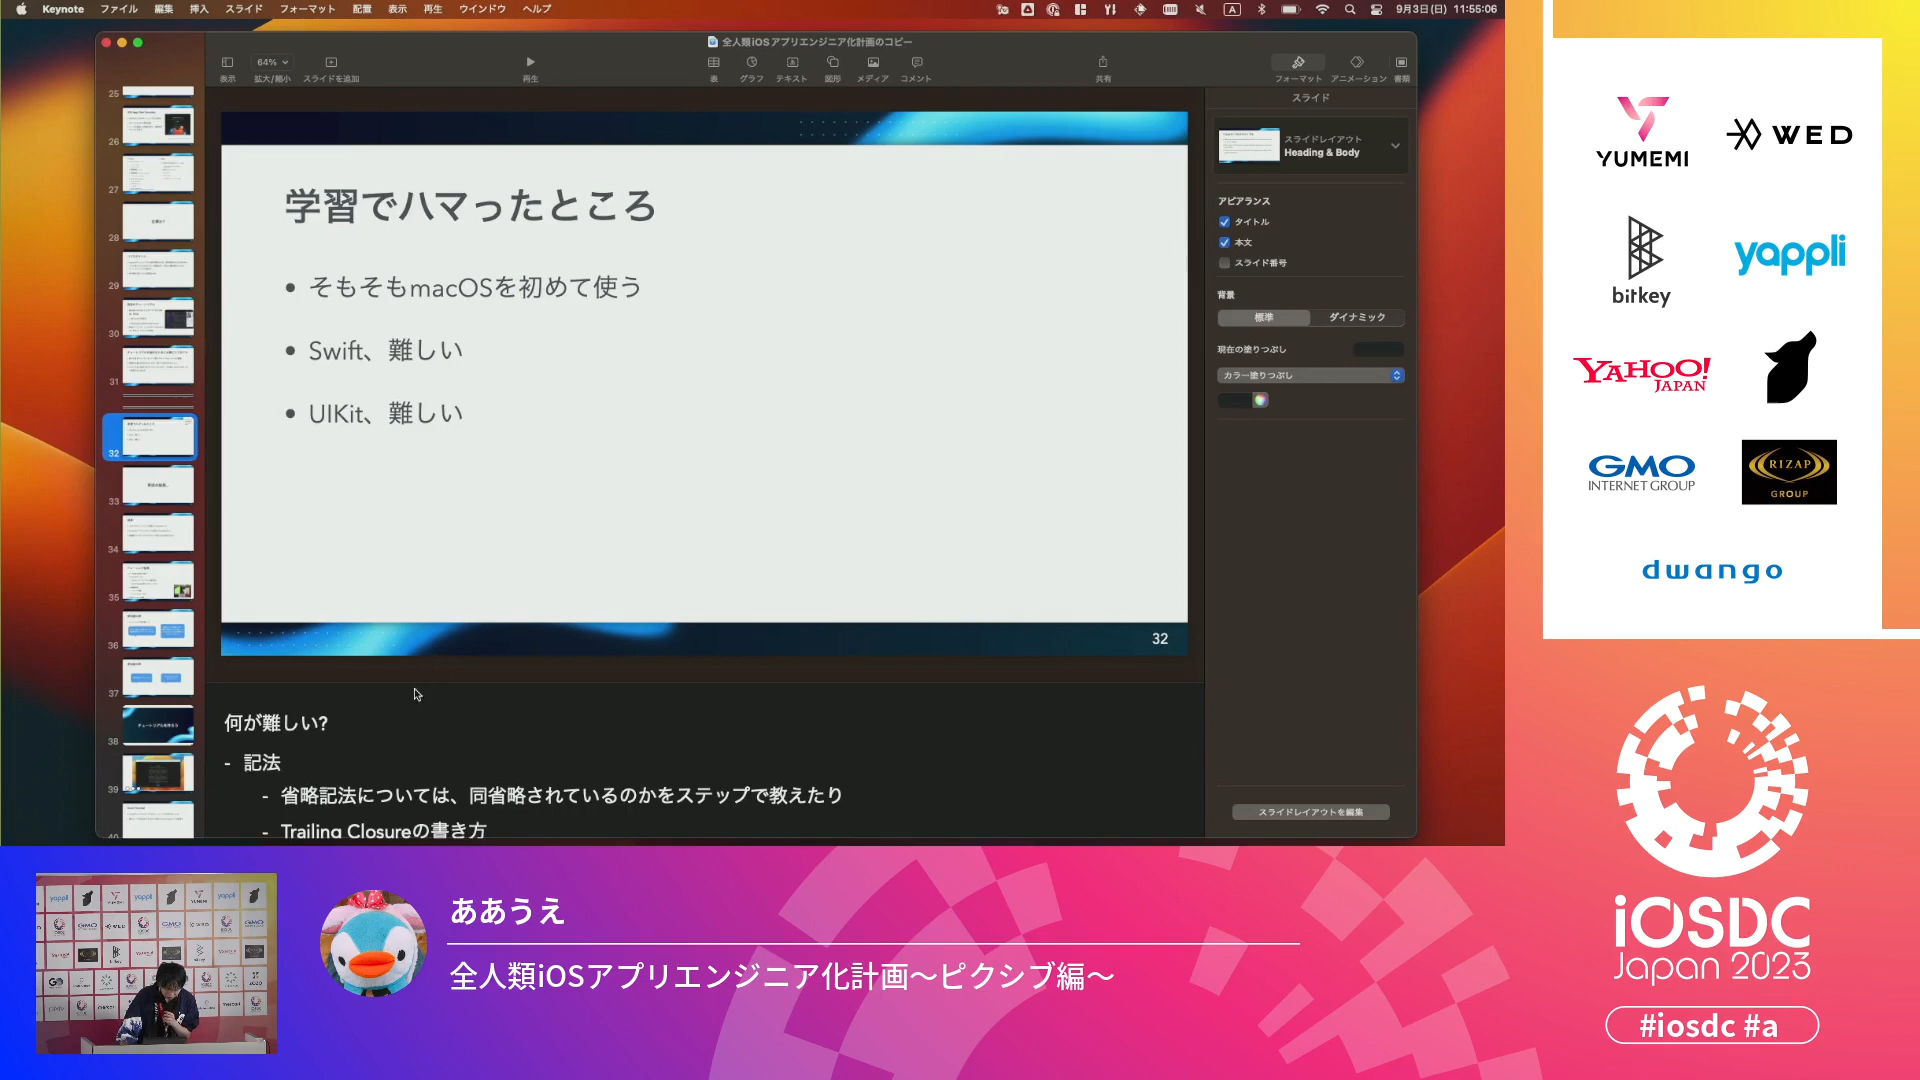 Keynote ファイル 編集 挿入 スライド フォーマット 配置 表示 再生 ウインドウ ヘルプ
A 9月3日(日) 11:55:06
全人類iOSアプリエンジニア化計画のコピー
64%
表示 拡大/縮小 スライドを追加 再生 表 グラフ テキスト 図形 メディア コメント 共有 フォーマット アニメーション 書類
25
26
27
28
29
30
31
32
33
34
35
36
37
38
39
40
学習でハマったところ
• そもそもmacOSを初めて使う
• Swift、難しい
• UIKit、難しい
32
何が難しい?
- 記法
- 省略記法については、同省略されているのかをステップで教えたり
- Trailing Closureの書き方
スライド
スライドレイアウト
Heading & Body
アピアランス
タイトル
本文
スライド番号
背景
標準 ダイナミック
現在の塗りつぶし
カラー塗りつぶし
スライドレイアウトを編集
YUMEMI
WED
bitkey
yappli
YAHOO!
JAPAN
GMO
INTERNET GROUP
RIZAP
GROUP
dwango
iOSDC
Japan 2023
#iosdc #a
ああうえ
全人類iOSアプリエンジニア化計画〜ピクシブ編〜